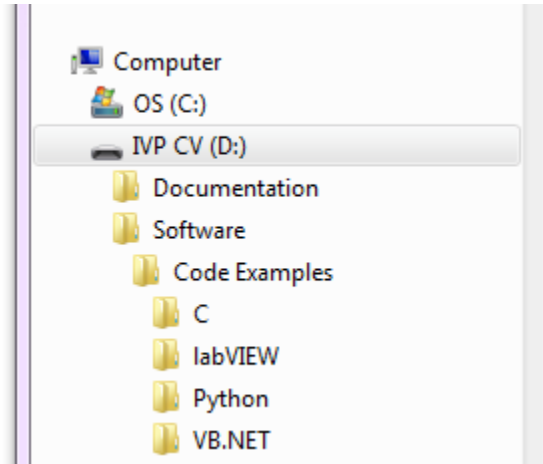 Computer
OS (C:)
IVP CV (D:)
Documentation
Software
Code Examples
C
labVIEW
Python
VB.NET